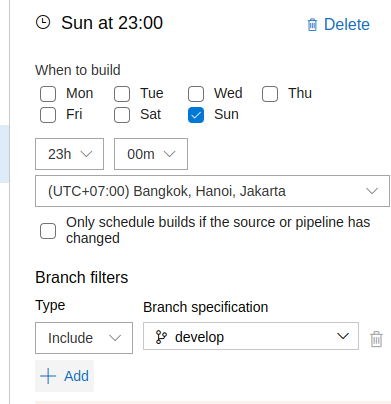 Sun at 23:00 Delete
When to build
Mon Tue Wed Thu
Fri Sat Sun
23h 00m
(UTC+07:00) Bangkok, Hanoi, Jakarta
Only schedule builds if the source or pipeline has
changed
Branch filters
Type Branch specification
Include develop
Add